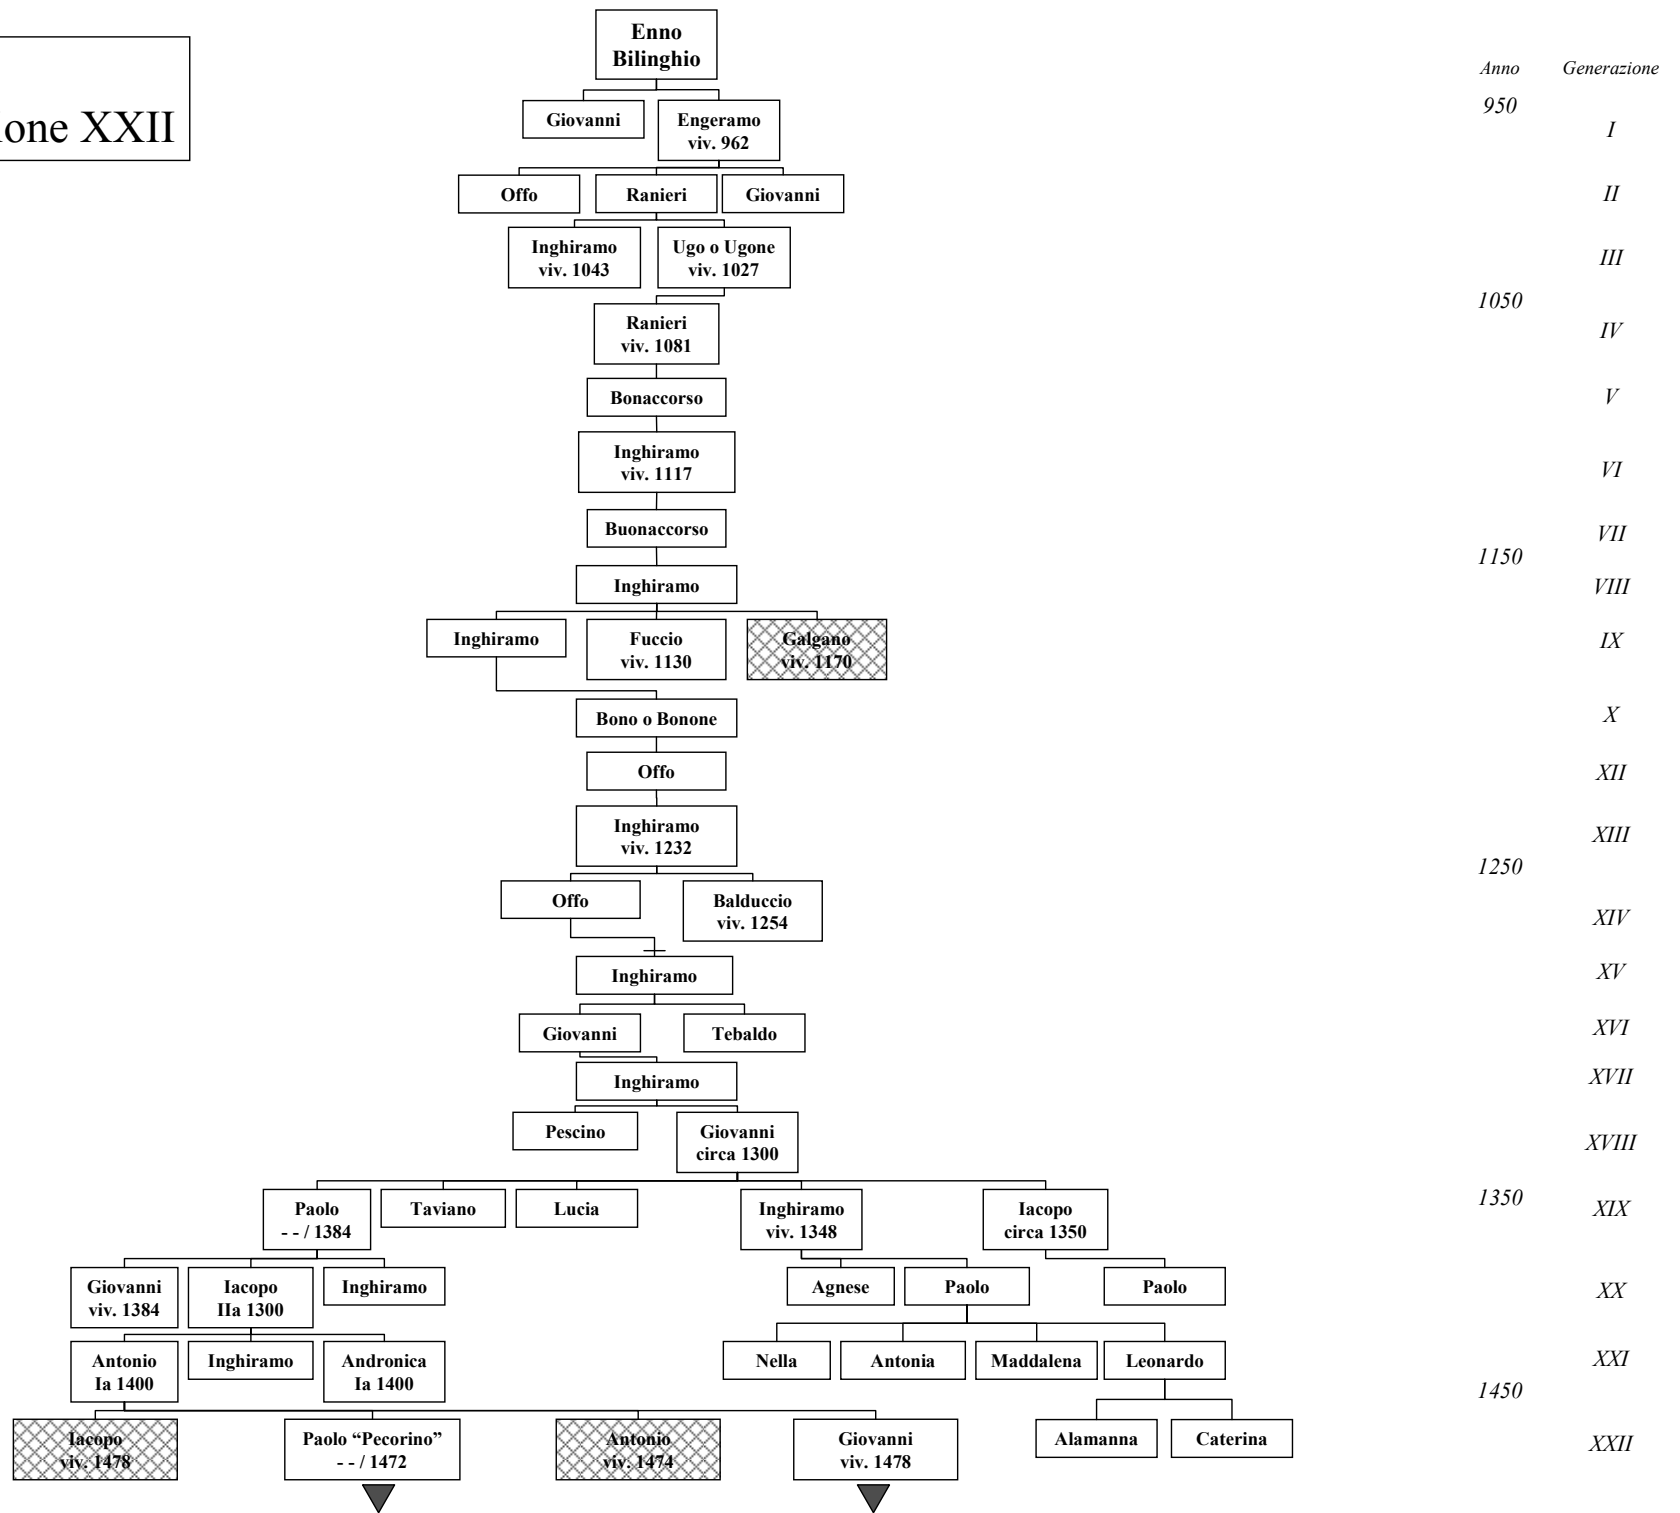 Enno
Bilinghio
Anno
Generazione
ione XXII
950
Giovanni
Engeramo
viv. 962
I
Offo
Ranieri
Giovanni
II
Inghiramo
viv. 1043
Ugo o Ugone
viv. 1027
III
1050
Ranieri
viv. 1081
IV
Bonaccorso
V
Inghiramo
viv. 1117
VI
Buonaccorso
VII
1150
Inghiramo
VIII
Inghiramo
Fuccio
viv. 1130
Galgano
viv. 1170
IX
Bono o Bonone
X
Offo
XII
Inghiramo
viv. 1232
XIII
1250
Offo
Balduccio
viv. 1254
XIV
Inghiramo
XV
Giovanni
Tebaldo
XVI
Inghiramo
XVII
Pescino
Giovanni
circa 1300
XVIII
Paolo
- - / 1384
Taviano
Lucia
Inghiramo
viv. 1348
Iacopo
circa 1350
1350
XIX
Giovanni
viv. 1384
Iacopo
IIa 1300
Inghiramo
Agnese
Paolo
Paolo
XX
Antonio
Ia 1400
Inghiramo
Andronica
Ia 1400
Nella
Antonia
Maddalena
Leonardo
XXI
1450
Iacopo
viv. 1478
Paolo “Pecorino”
- - / 1472
Antonio
viv. 1474
Giovanni
viv. 1478
Alamanna
Caterina
XXII